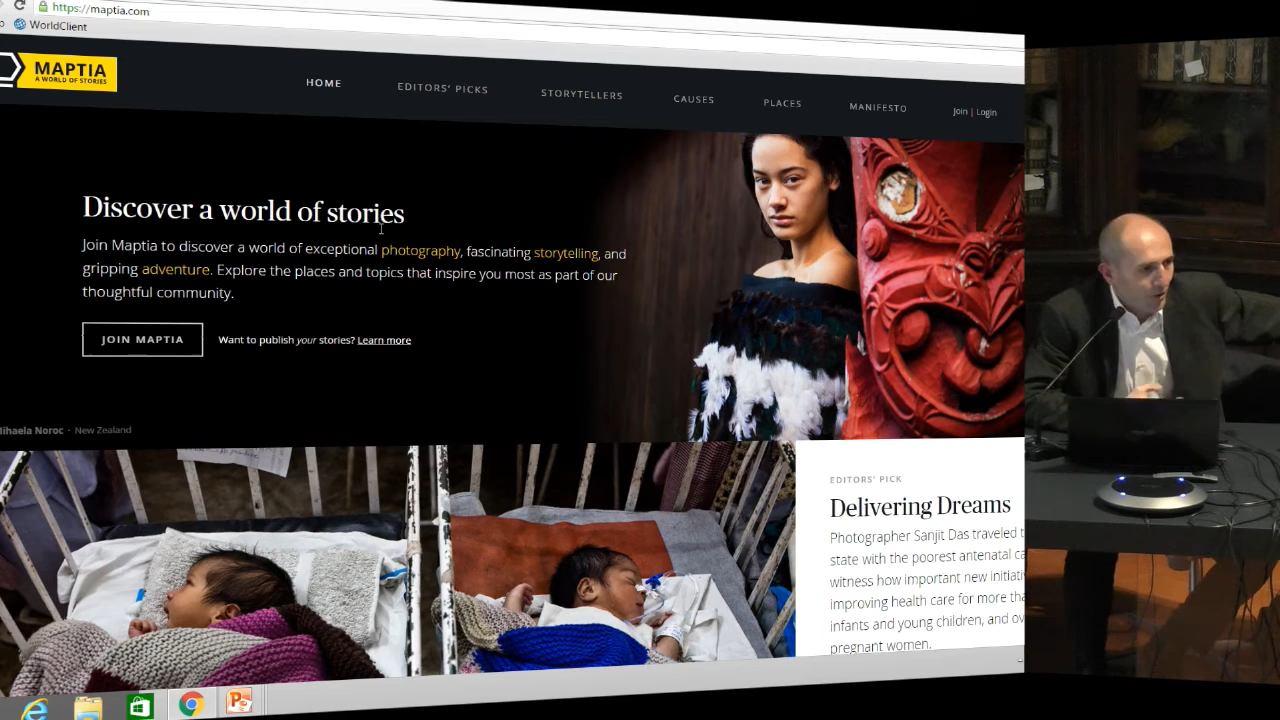 https://maptia.com
WorldClient
MAPTIA
A WORLD OF STORIES
HOME
EDITORS' PICKS
STORYTELLERS
CAUSES
PLACES
MANIFESTO
Join | Login
Discover a world of stories
Join Maptia to discover a world of exceptional photography, fascinating storytelling, and
gripping adventure. Explore the places and topics that inspire you most as part of our
thoughtful community.
JOIN MAPTIA
Want to publish your stories? Learn more
Mihaela Noroc · New Zealand
EDITORS' PICK
Delivering Dreams
Photographer Sanjit Das traveled
state with the poorest antenatal
witness how important new
improving health care for more
infants and young children, and
pregnant women.